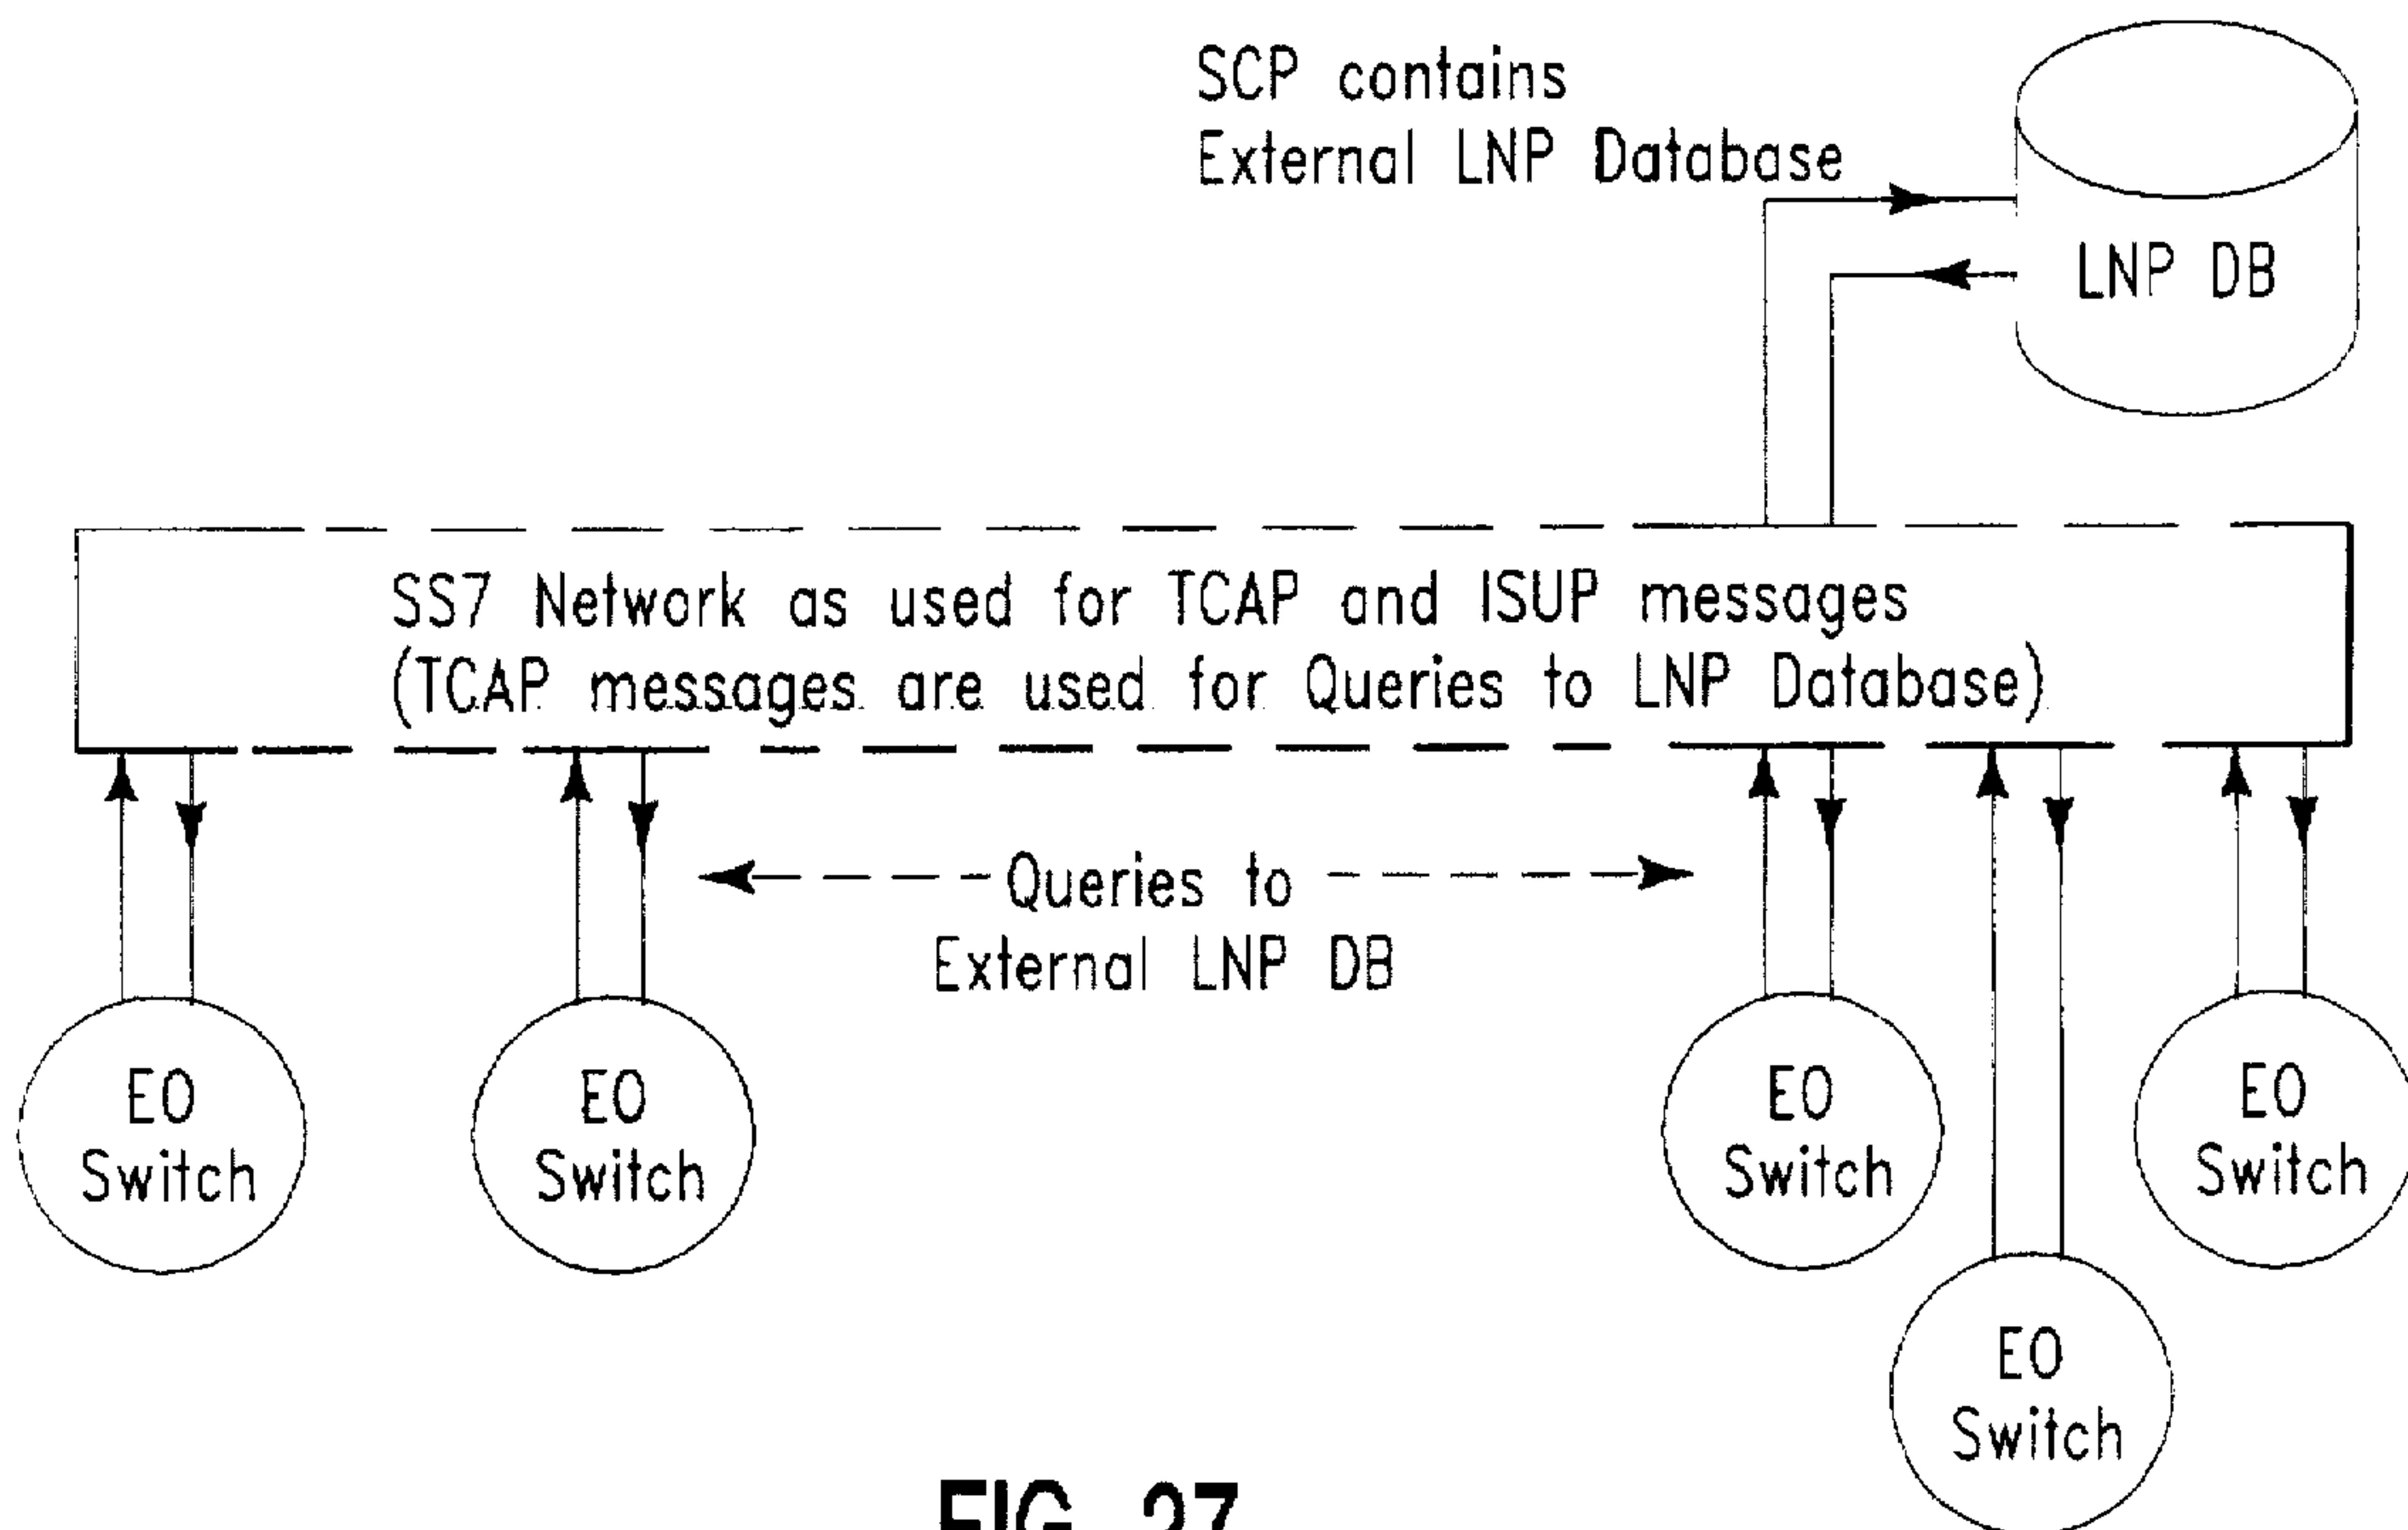 SCP contains
External LNP Database
LNP DB
SS7 Network as used for TCAP and ISUP messages
(TCAP messages are used for Queries to LNP Database)
Queries to
External LNP DB
EO
Switch
EO
Switch
EO
Switch
EO
Switch
EO
Switch
FIG. 27